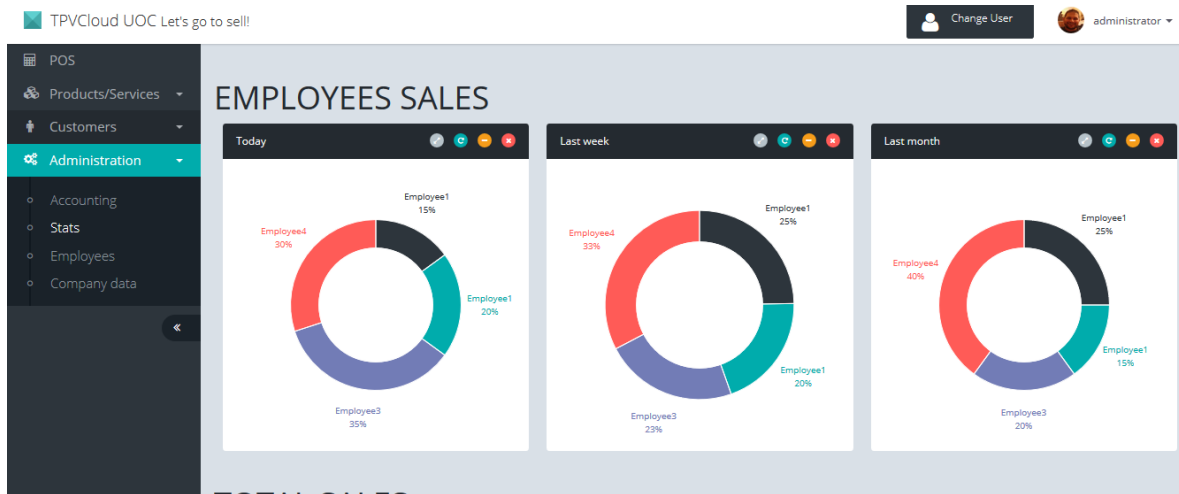 TPVCloud UOC Let's go to sell!
Change User
administrator
POS
Products/Services
Customers
Administration
Accounting
Stats
Employees
Company data
EMPLOYEES SALES
Today
Employee1
15%
Employee4
30%
Employee1
20%
Employee3
35%
Last week
Employee1
25%
Employee4
33%
Employee1
20%
Employee3
23%
Last month
Employee1
25%
Employee4
40%
Employee1
15%
Employee3
20%
TOTAL SALES